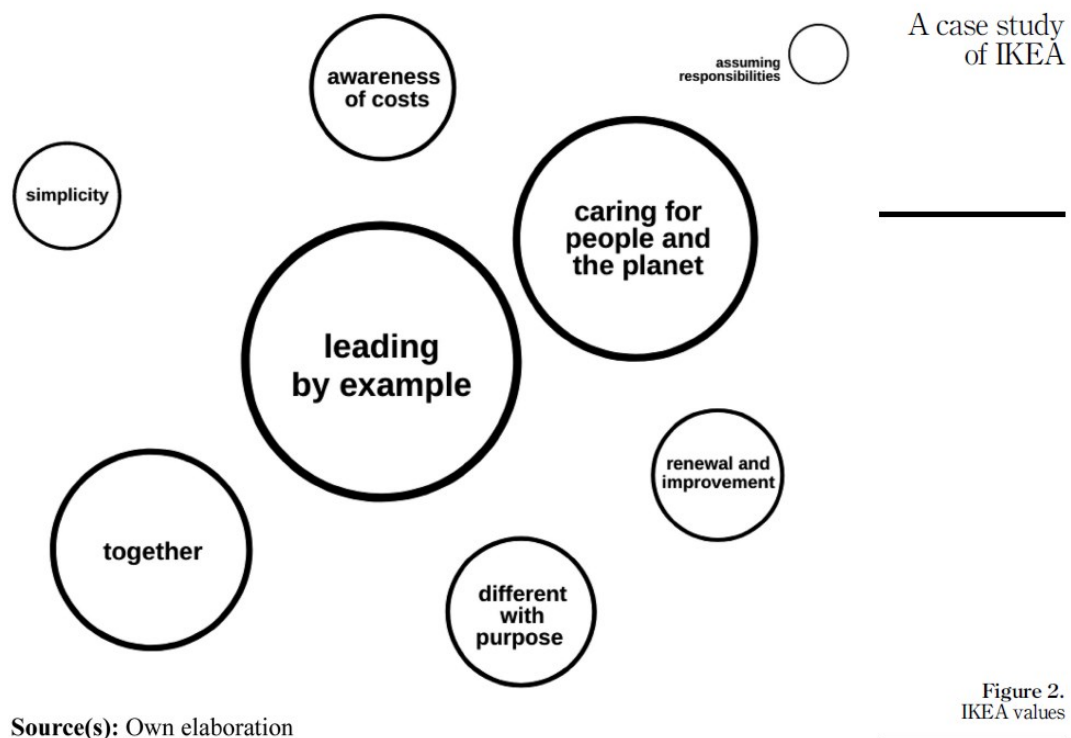 A case study
of IKEA
awareness
of costs
assuming
responsibilities
simplicity
caring for
people and
the planet
leading
by example
renewal and
improvement
together
different
with
purpose
Figure 2.
IKEA values
Source(s): Own elaboration